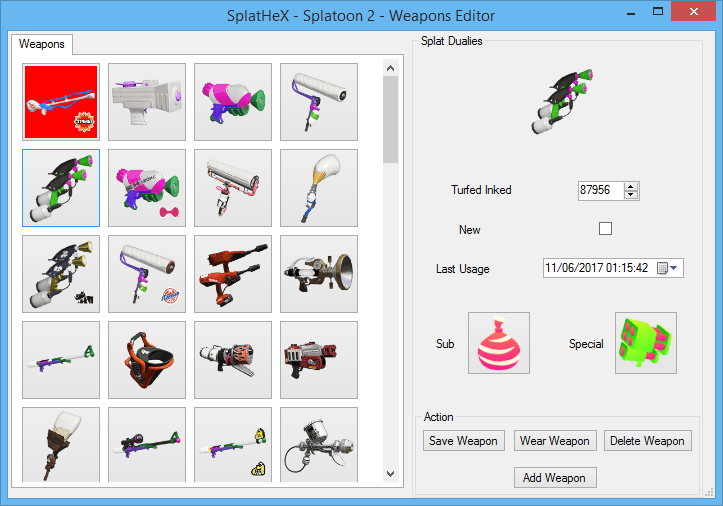 SplatHeX - Splatoon 2 - Weapons Editor
Weapons
Splat Dualies
Turfed Inked
87956
New
Last Usage
11/06/2017 01:15:42
Sub
Special
Action
Save Weapon
Wear Weapon
Delete Weapon
Add Weapon